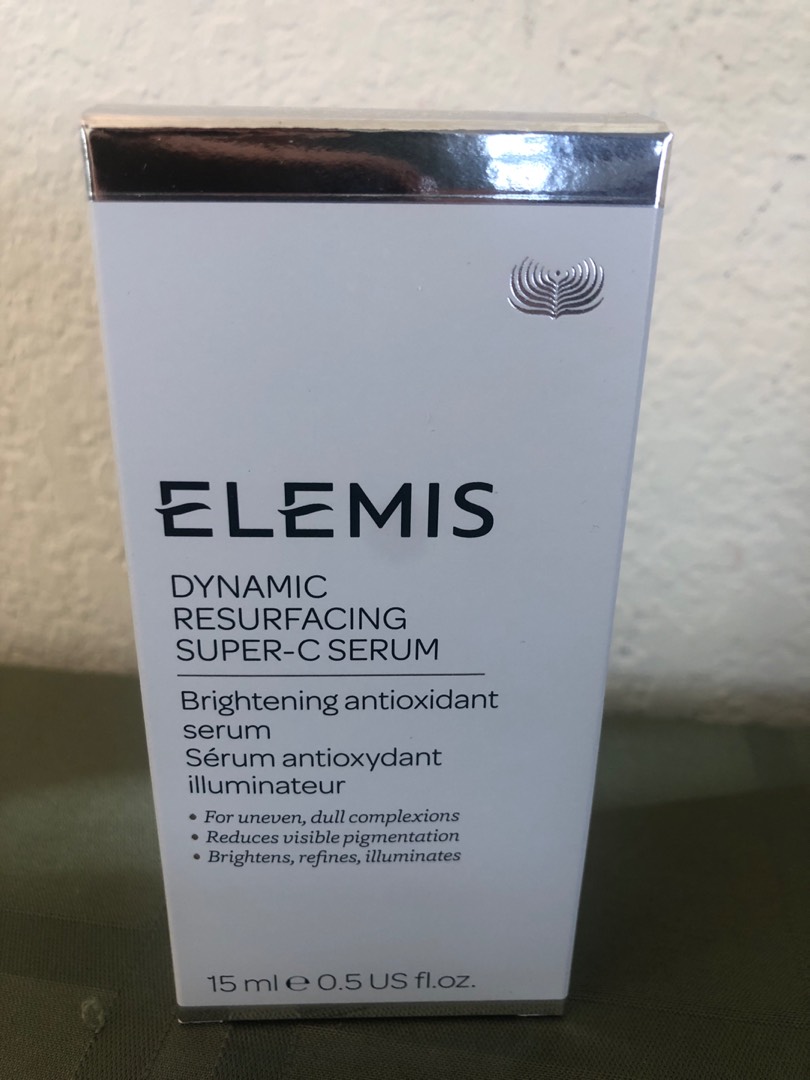 ELEMIS
DYNAMIC
RESURFACING
SUPER-C SERUM
Brightening antioxidant
serum
Sérum antioxydant
illuminateur
• For uneven, dull complexions
• Reduces visible pigmentation
• Brightens, refines, illuminates
15 ml ℮ 0.5 US fl.oz.